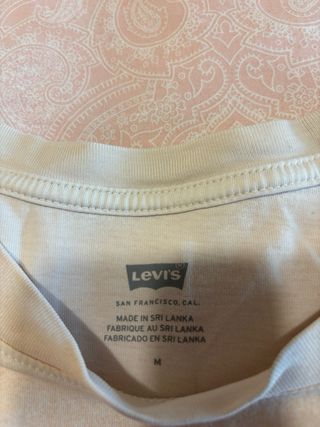 Levi's
SAN FRANCISCO, CAL.
MADE IN SRI LANKA
FABRIQUE AU SRI LANKA
FABRICADO EN SRI LANKA
M